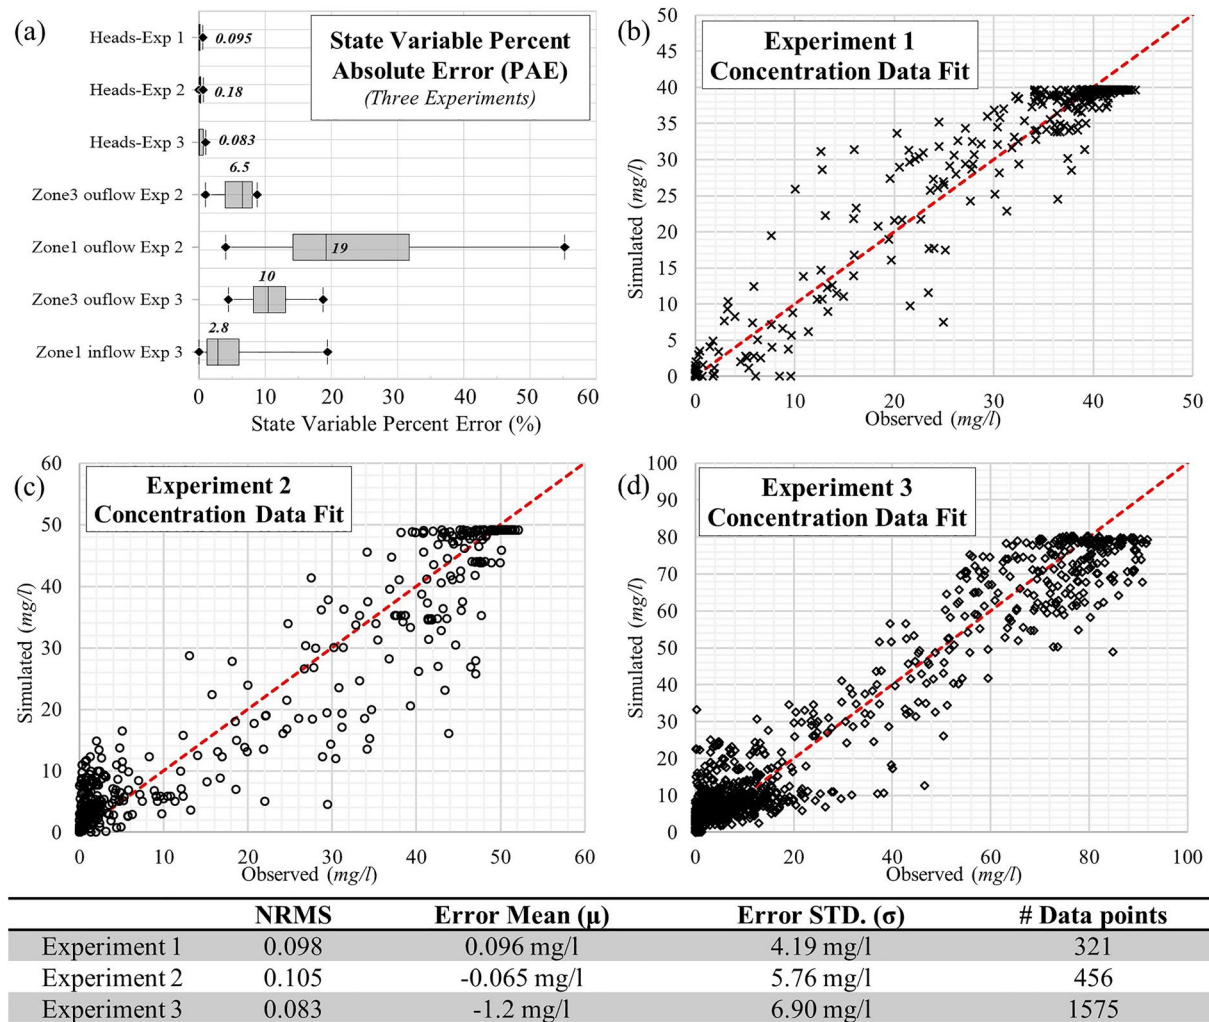 (a)
State Variable Percent
Absolute Error (PAE)
(Three Experiments)
Heads-Exp 1
0.095
Heads-Exp 2
0.18
Heads-Exp 3
0.083
Zone3 ouflow Exp 2
6.5
Zone1 ouflow Exp 2
19
Zone3 ouflow Exp 3
10
Zone1 inflow Exp 3
2.8
0 10 20 30 40 50 60
State Variable Percent Error (%)
(b)
Experiment 1
Concentration Data Fit
50
45
40
35
30
25
20
15
10
5
0
Simulated (mg/l)
0 10 20 30 40 50
Observed (mg/l)
(c)
Experiment 2
Concentration Data Fit
60
50
40
30
20
10
0
Simulated (mg/l)
0 10 20 30 40 50 60
Observed (mg/l)
(d)
Experiment 3
Concentration Data Fit
100
90
80
70
60
50
40
30
20
10
0
Simulated (mg/l)
0 20 40 60 80 100
Observed (mg/l)
NRMS Error Mean (μ) Error STD. (σ) # Data points
Experiment 1 0.098 0.096 mg/l 4.19 mg/l 321
Experiment 2 0.105 -0.065 mg/l 5.76 mg/l 456
Experiment 3 0.083 -1.2 mg/l 6.90 mg/l 1575